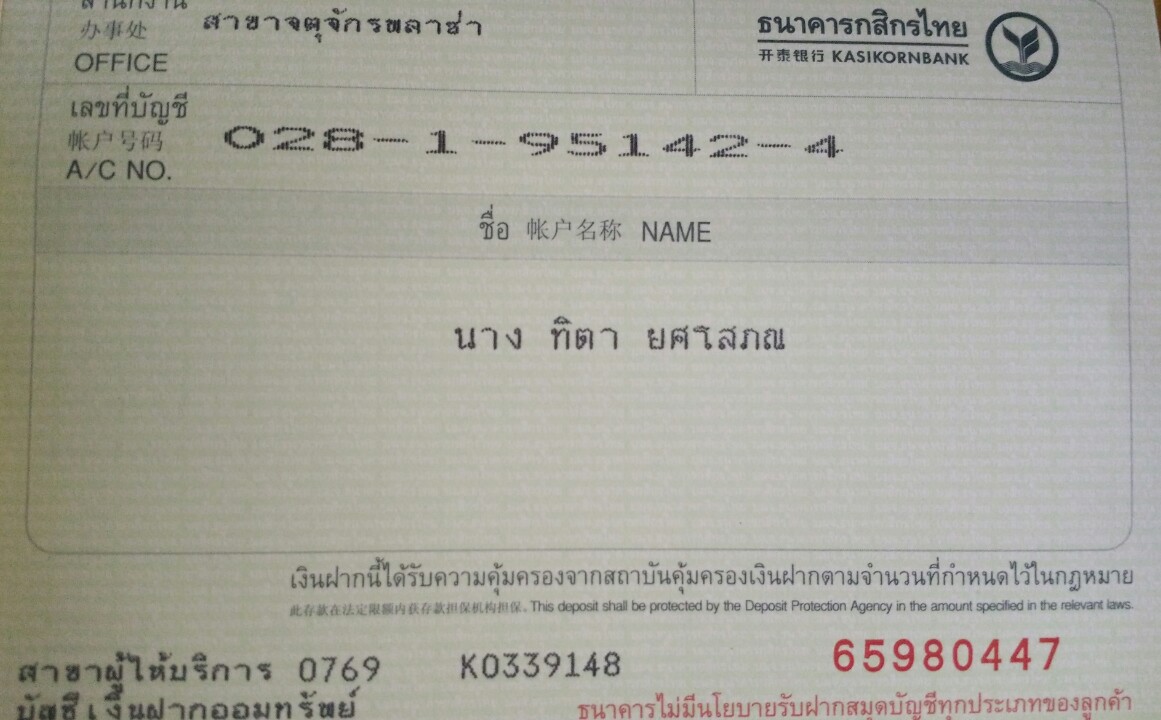 สำนักงาน
办事处
OFFICE
สาขาจตุจักรพลาซ่า
ธนาคารกสิกรไทย
开泰银行 KASIKORNBANK
เลขที่บัญชี
帐户号码
A/C NO.
028-1-95142-4
ชื่อ 帐户名称 NAME
นาง ทิตา ยศโสภณ
เงินฝากนี้ได้รับความคุ้มครองจากสถาบันคุ้มครองเงินฝากตามจำนวนที่กำหนดไว้ในกฎหมาย
此存款在法定限额内获存款担保机构担保。This deposit shall be protected by the Deposit Protection Agency in the amount specified in the relevant laws.
สาขาผู้ให้บริการ 0769 K0339148 65980447
บัญชีเงินฝากออมทรัพย์
ธนาคารไม่มีนโยบายรับฝากสมุดบัญชีทุกประเภทของลูกค้า